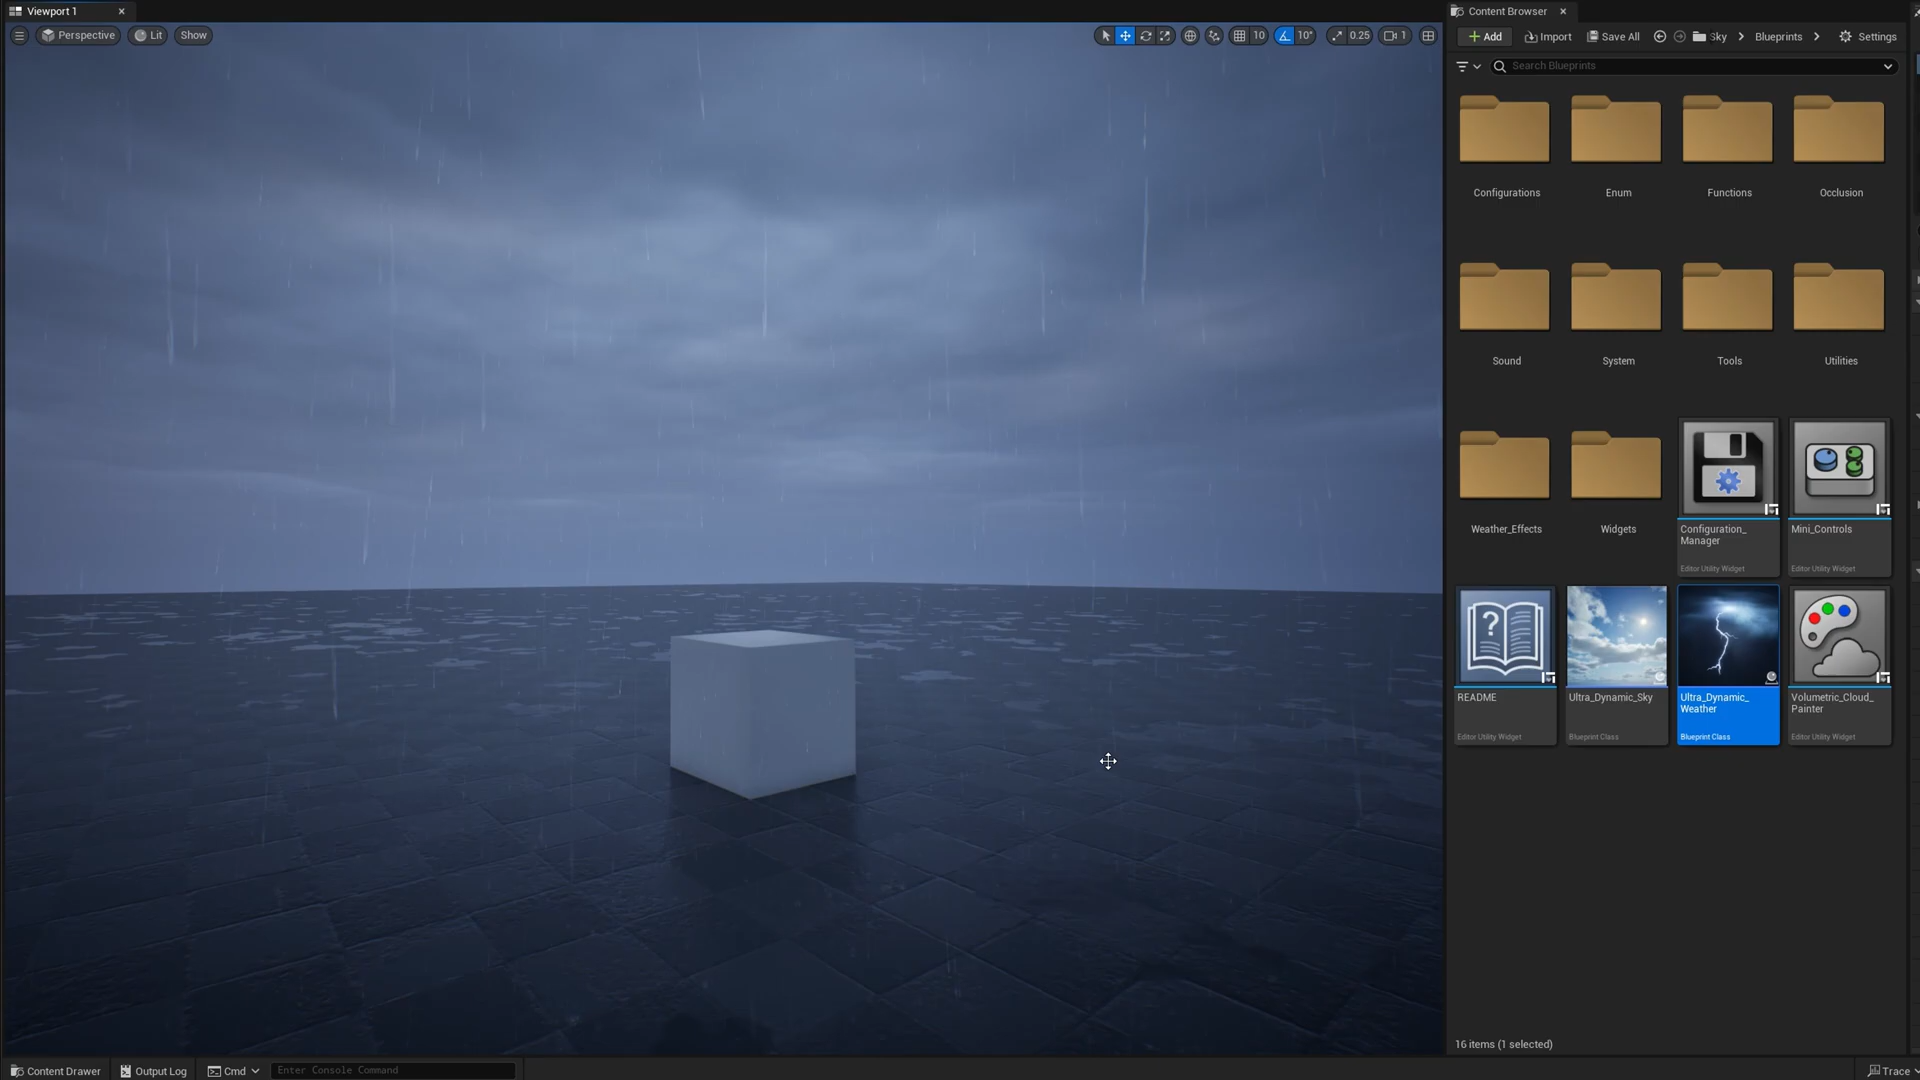 Viewport 1
Perspective
Lit
Show
10
10°
0.25
1
Content Browser
Add
Import
Save All
Sky
Blueprints
Settings
Search Blueprints
Configurations
Enum
Functions
Occlusion
Sound
System
Tools
Utilities
Weather_Effects
Widgets
Configuration_
Manager
Editor Utility Widget
Mini_Controls
Editor Utility Widget
README
Editor Utility Widget
Ultra_Dynamic_Sky
Blueprint Class
Ultra_Dynamic_
Weather
Blueprint Class
Volumetric_Cloud_
Painter
Editor Utility Widget
16 items (1 selected)
Content Drawer
Output Log
Cmd
Enter Console Command
Trace